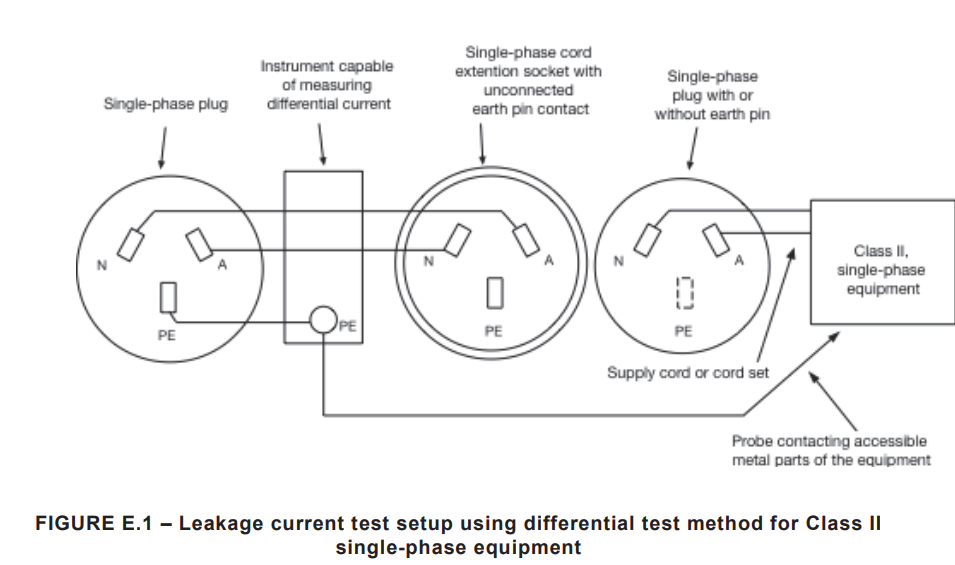 Single-phase plug
Instrument capable
of measuring
differential current
Single-phase cord
extention socket with
unconnected
earth pin contact
Single-phase
plug with or
without earth pin
N
A
PE
PE
N
A
PE
N
A
PE
Class II,
single-phase
equipment
Supply cord or cord set
Probe contacting accessible
metal parts of the equipment
FIGURE E.1 – Leakage current test setup using differential test method for Class II
single-phase equipment